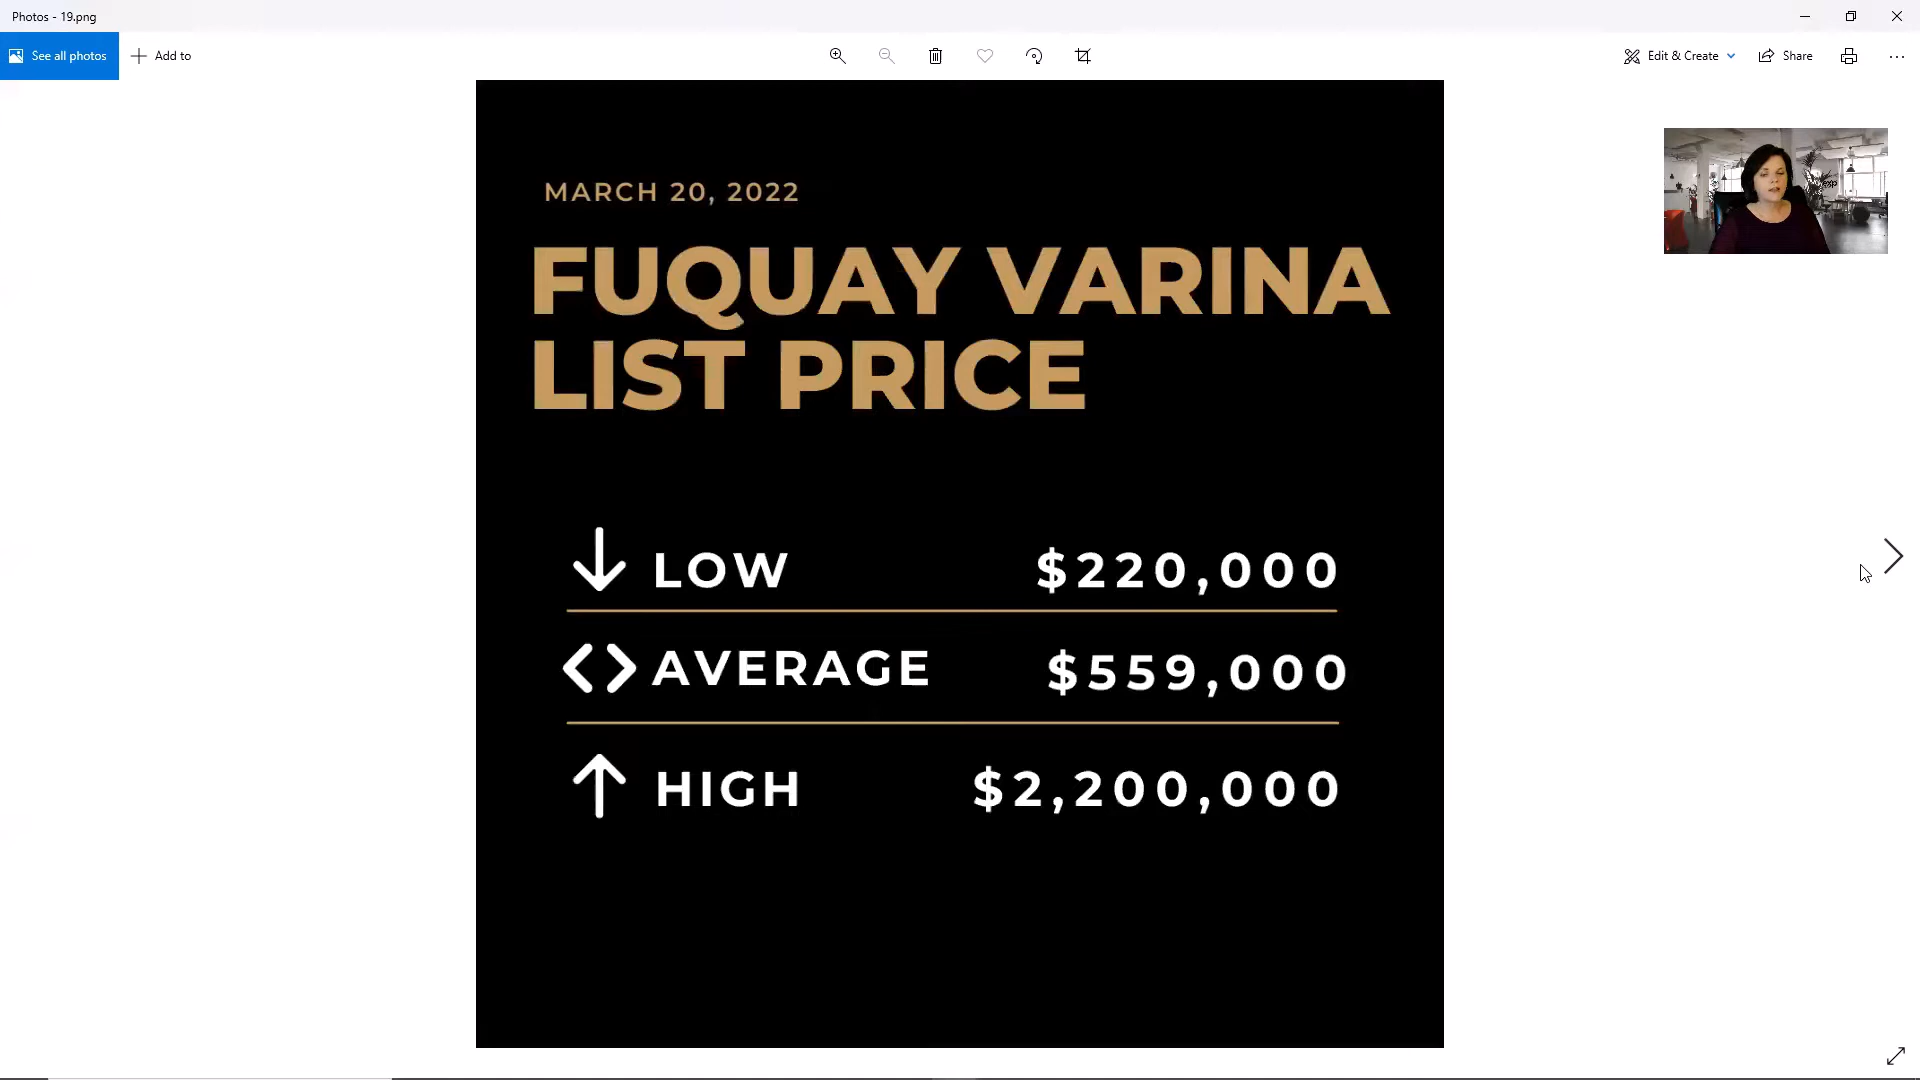 Photos - 19.png
See all photos
Add to
Edit & Create
Share
MARCH 20, 2022
FUQUAY VARINA
LIST PRICE
LOW $220,000
AVERAGE $559,000
HIGH $2,200,000
exp